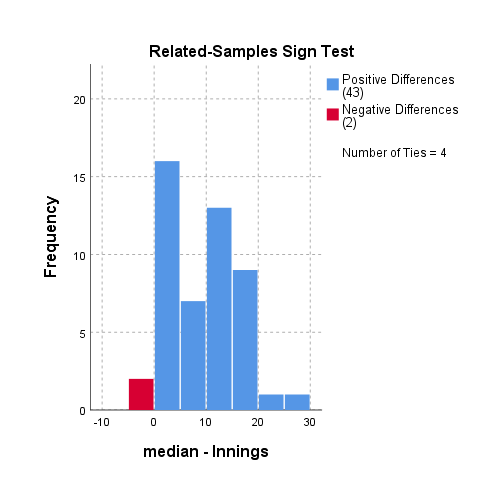 Related-Samples Sign Test
Positive Differences
(43)
Negative Differences
(2)
Number of Ties = 4
Frequency
20
15
10
5
0
-10
0
10
20
30
median - Innings